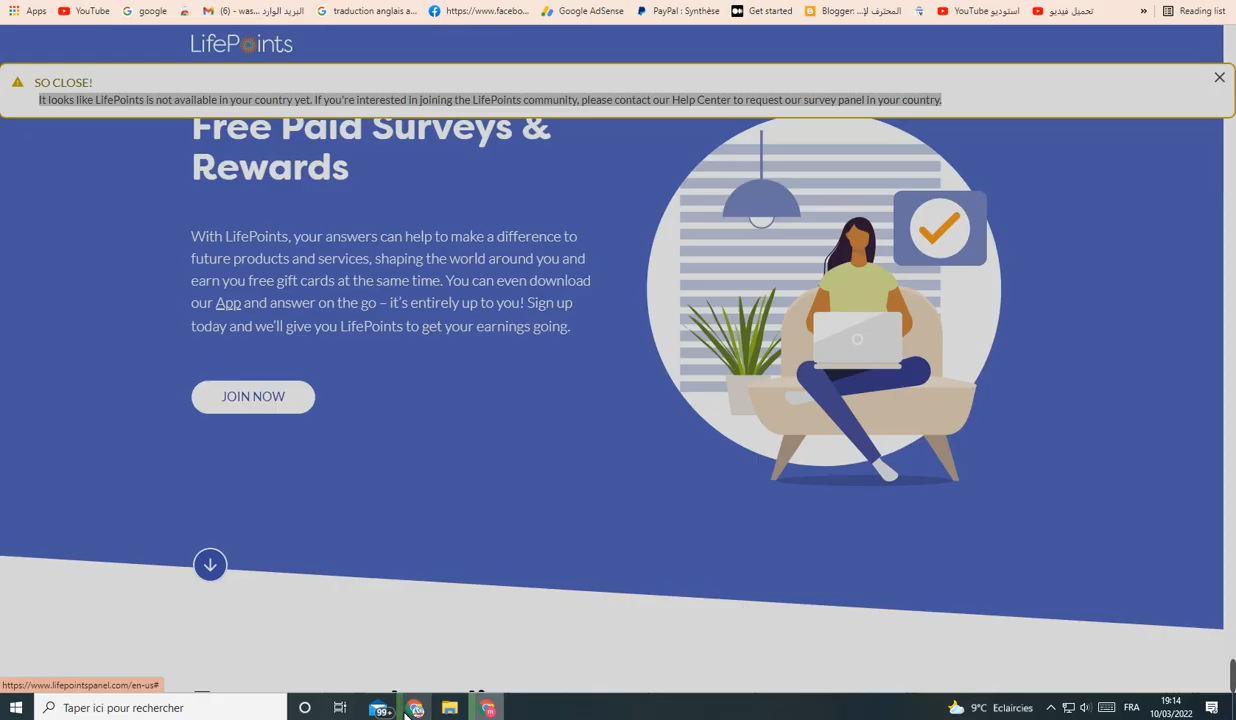 Apps YouTube google (6) البريد الوارد - was... traduction anglais a... https://www.facebo... Google AdSense PayPal : Synthèse Get started Blogger: ...المحترف لإ استوديو YouTube تحميل فيديو » Reading list
LifePoints
SO CLOSE!
It looks like LifePoints is not available in your country yet. If you're interested in joining the LifePoints community, please contact our Help Center to request our survey panel in your country.
Free Paid Surveys &
Rewards
With LifePoints, your answers can help to make a difference to
future products and services, shaping the world around you and
earn you free gift cards at the same time. You can even download
our App and answer on the go – it's entirely up to you! Sign up
today and we'll give you LifePoints to get your earnings going.
JOIN NOW
https://www.lifepointspanel.com/en-us#
Taper ici pour rechercher 99+ 9°C Eclaircies FRA 19:14
10/03/2022